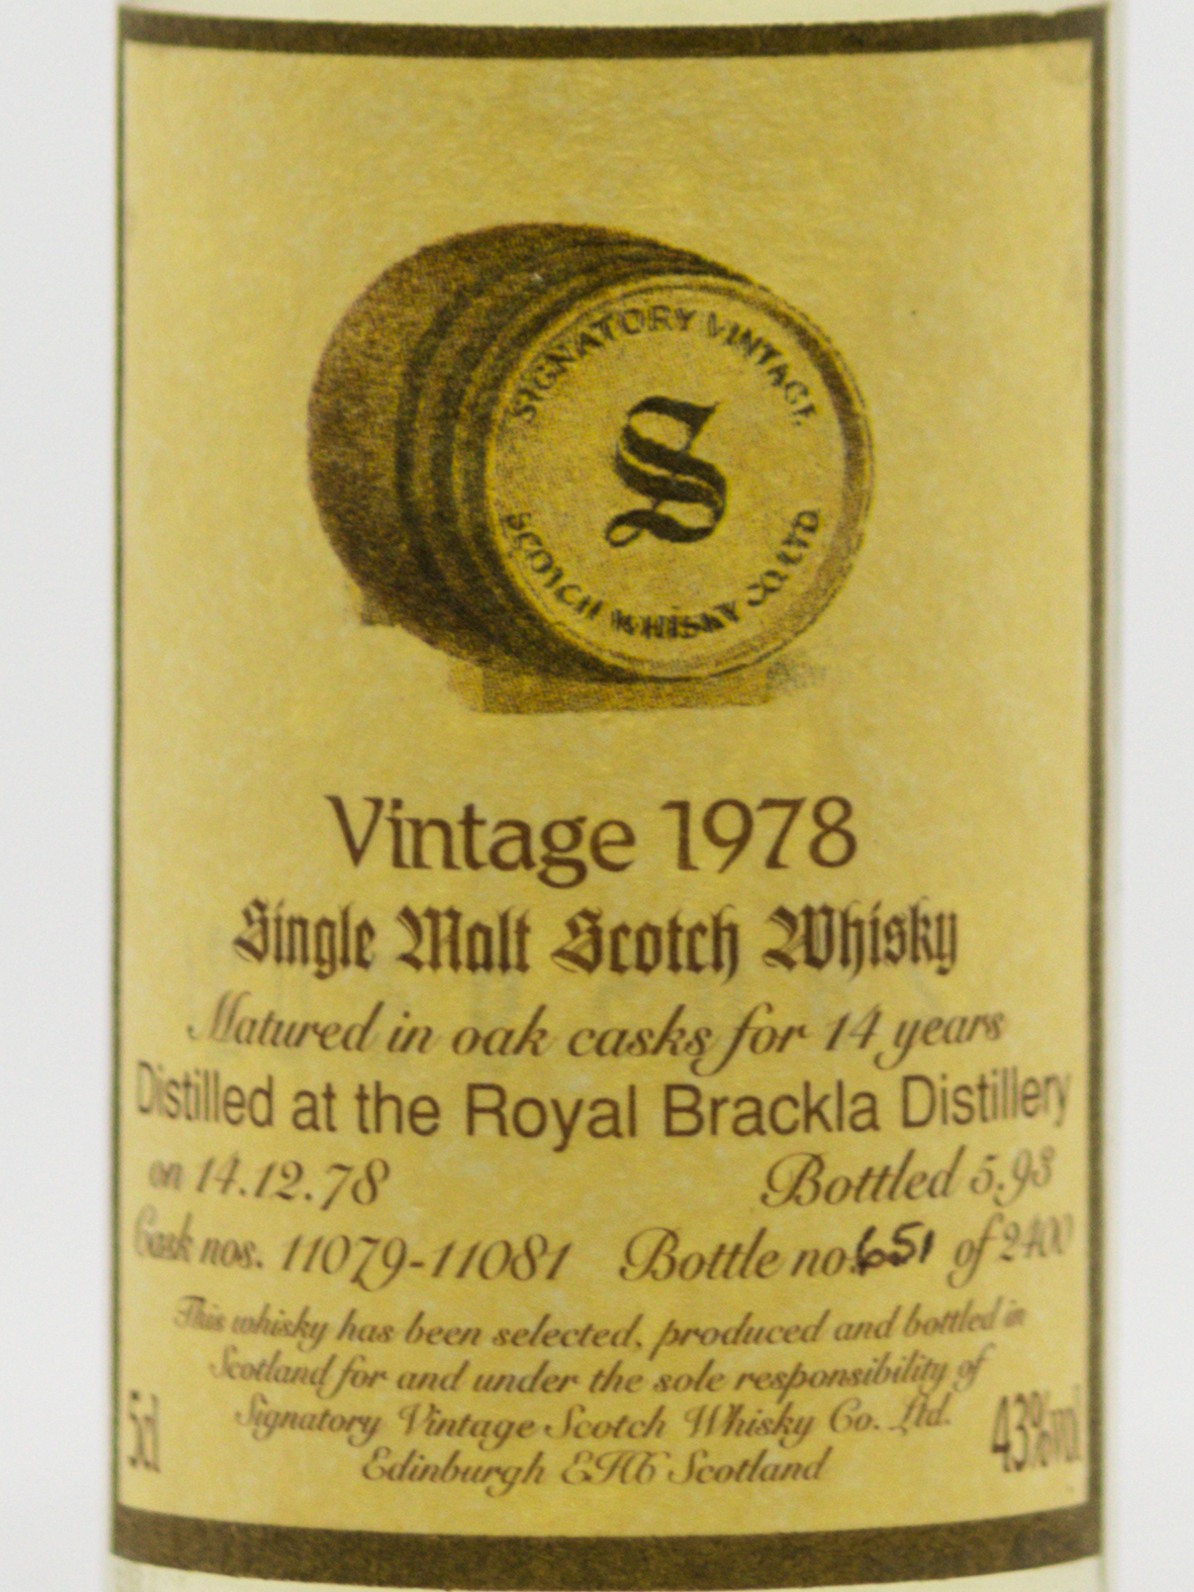 SIGNATORY VINTAGE
S
SCOTCH WHISKY CO LTD
Vintage 1978
Single Malt Scotch Whisky
Matured in oak casks for 14 years
Distilled at the Royal Brackla Distillery
on 14.12.78 Bottled 5.93
Cask nos. 11079-11081 Bottle no. 651 of 2400
This whisky has been selected, produced and bottled in
Scotland for and under the sole responsibility of
Signatory Vintage Scotch Whisky Co. Ltd.
Edinburgh EH6 Scotland
5cl 43%vol